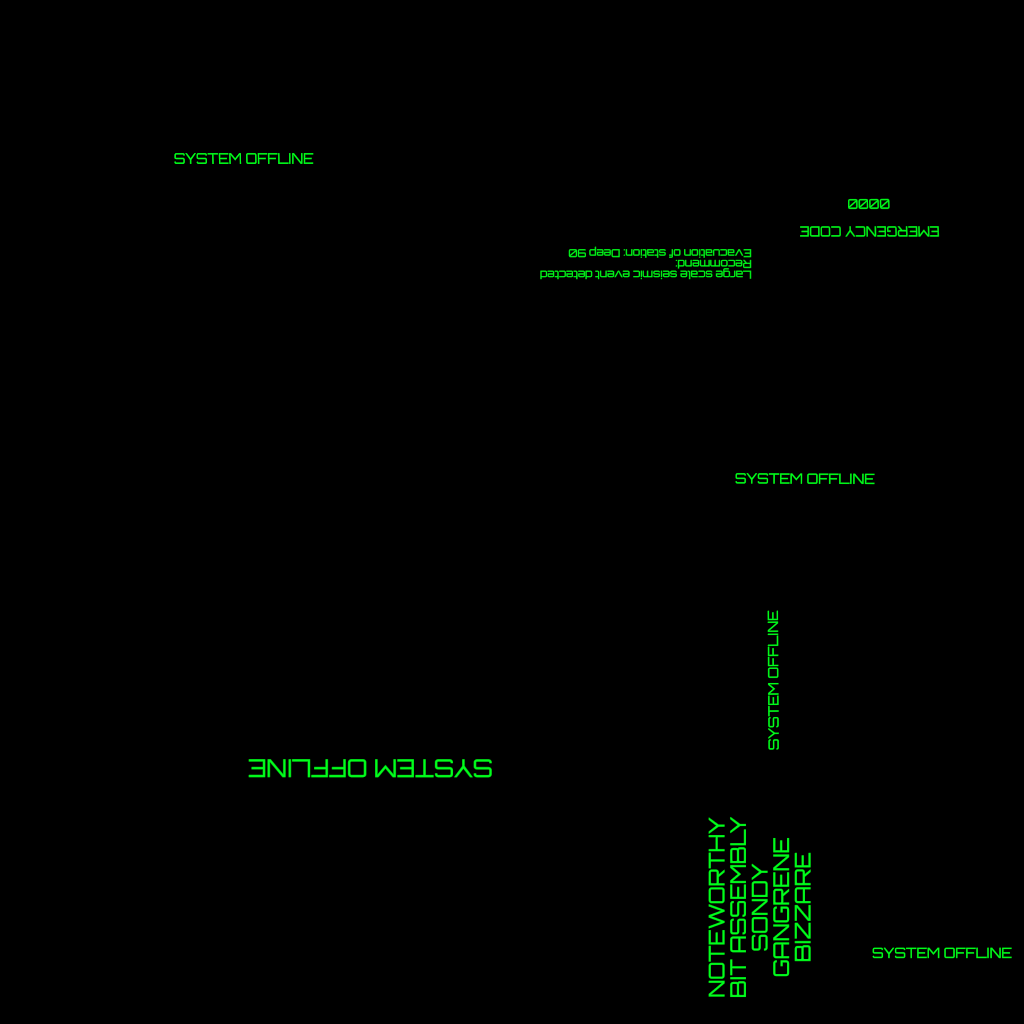 SYSTEM OFFLINE
EMERGENCY CODE
0000
Large scale seismic event detected
Recommend:
Evacuation of station: Deep 90
SYSTEM OFFLINE
SYSTEM OFFLINE
SYSTEM OFFLINE
NOTEWORTHY
BIT ASSEMBLY
SONDY
GANGRENE
BIZZARE
SYSTEM OFFLINE